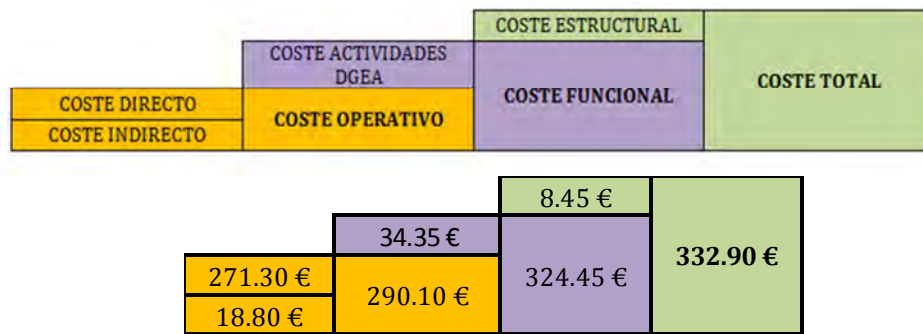 COSTE ESTRUCTURAL
COSTE ACTIVIDADES
DGEA
COSTE TOTAL
COSTE FUNCIONAL
COSTE DIRECTO
COSTE OPERATIVO
COSTE INDIRECTO
8.45 €
34.35 €
332.90 €
271.30 €
324.45 €
290.10 €
18.80 €